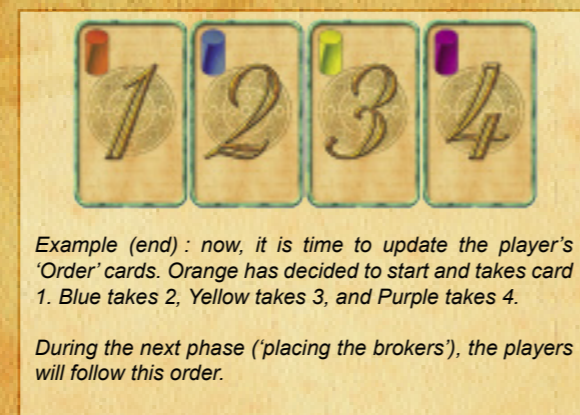 1 2 3 4
Example (end) : now, it is time to update the player's
'Order' cards. Orange has decided to start and takes card
1. Blue takes 2, Yellow takes 3, and Purple takes 4.
During the next phase ('placing the brokers'), the players
will follow this order.